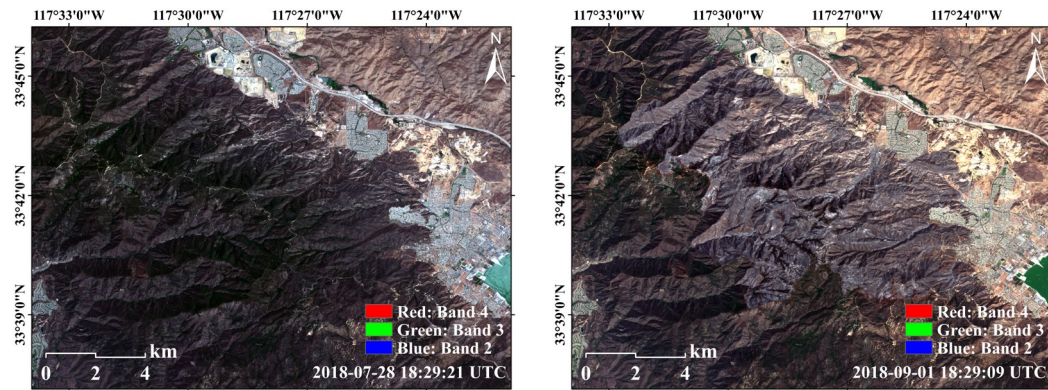 117°33'0"W 117°30'0"W 117°27'0"W 117°24'0"W
33°45'0"N
33°42'0"N
33°39'0"N
N
Red: Band 4
Green: Band 3
Blue: Band 2
km
0 2 4
2018-07-28 18:29:21 UTC
117°33'0"W 117°30'0"W 117°27'0"W 117°24'0"W
33°45'0"N
33°42'0"N
33°39'0"N
N
Red: Band 4
Green: Band 3
Blue: Band 2
km
0 2 4
2018-09-01 18:29:09 UTC